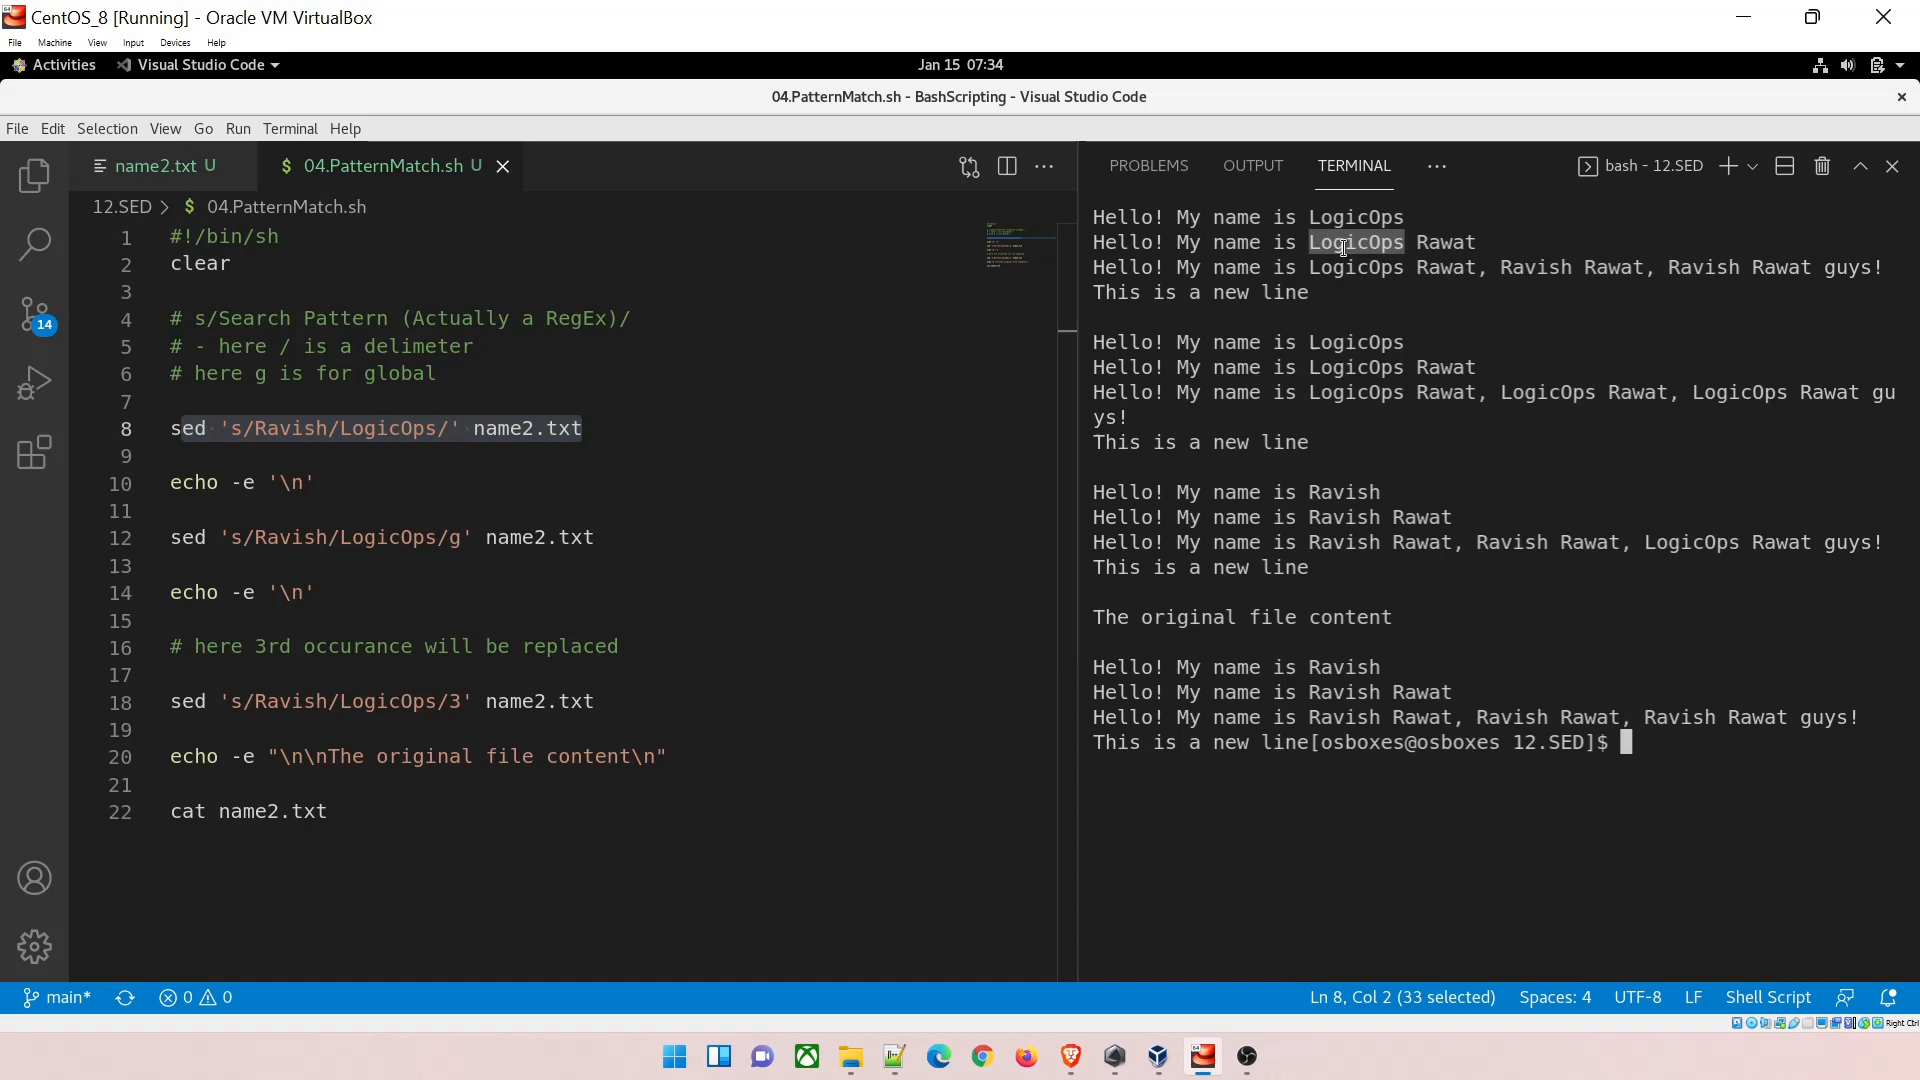 CentOS_8 [Running] - Oracle VM VirtualBox
File Machine View Input Devices Help
Activities Visual Studio Code Jan 15 07:34
04.PatternMatch.sh - BashScripting - Visual Studio Code
File Edit Selection View Go Run Terminal Help
name2.txt U $ 04.PatternMatch.sh U
12.SED > $ 04.PatternMatch.sh
14
1 #!/bin/sh
2 clear
3
4 # s/Search Pattern (Actually a RegEx)/
5 # - here / is a delimeter
6 # here g is for global
7
8 sed 's/Ravish/LogicOps/' name2.txt
9
10 echo -e '\n'
11
12 sed 's/Ravish/LogicOps/g' name2.txt
13
14 echo -e '\n'
15
16 # here 3rd occurance will be replaced
17
18 sed 's/Ravish/LogicOps/3' name2.txt
19
20 echo -e "\n\nThe original file content\n"
21
22 cat name2.txt
PROBLEMS OUTPUT TERMINAL ··· bash - 12.SED
Hello! My name is LogicOps
Hello! My name is LogicOps Rawat
Hello! My name is LogicOps Rawat, Ravish Rawat, Ravish Rawat guys!
This is a new line
Hello! My name is LogicOps
Hello! My name is LogicOps Rawat
Hello! My name is LogicOps Rawat, LogicOps Rawat, LogicOps Rawat gu
ys!
This is a new line
Hello! My name is Ravish
Hello! My name is Ravish Rawat
Hello! My name is Ravish Rawat, Ravish Rawat, LogicOps Rawat guys!
This is a new line
The original file content
Hello! My name is Ravish
Hello! My name is Ravish Rawat
Hello! My name is Ravish Rawat, Ravish Rawat, Ravish Rawat guys!
This is a new line[osboxes@osboxes 12.SED]$
main* 0 0 Ln 8, Col 2 (33 selected) Spaces: 4 UTF-8 LF Shell Script
Right Ctrl